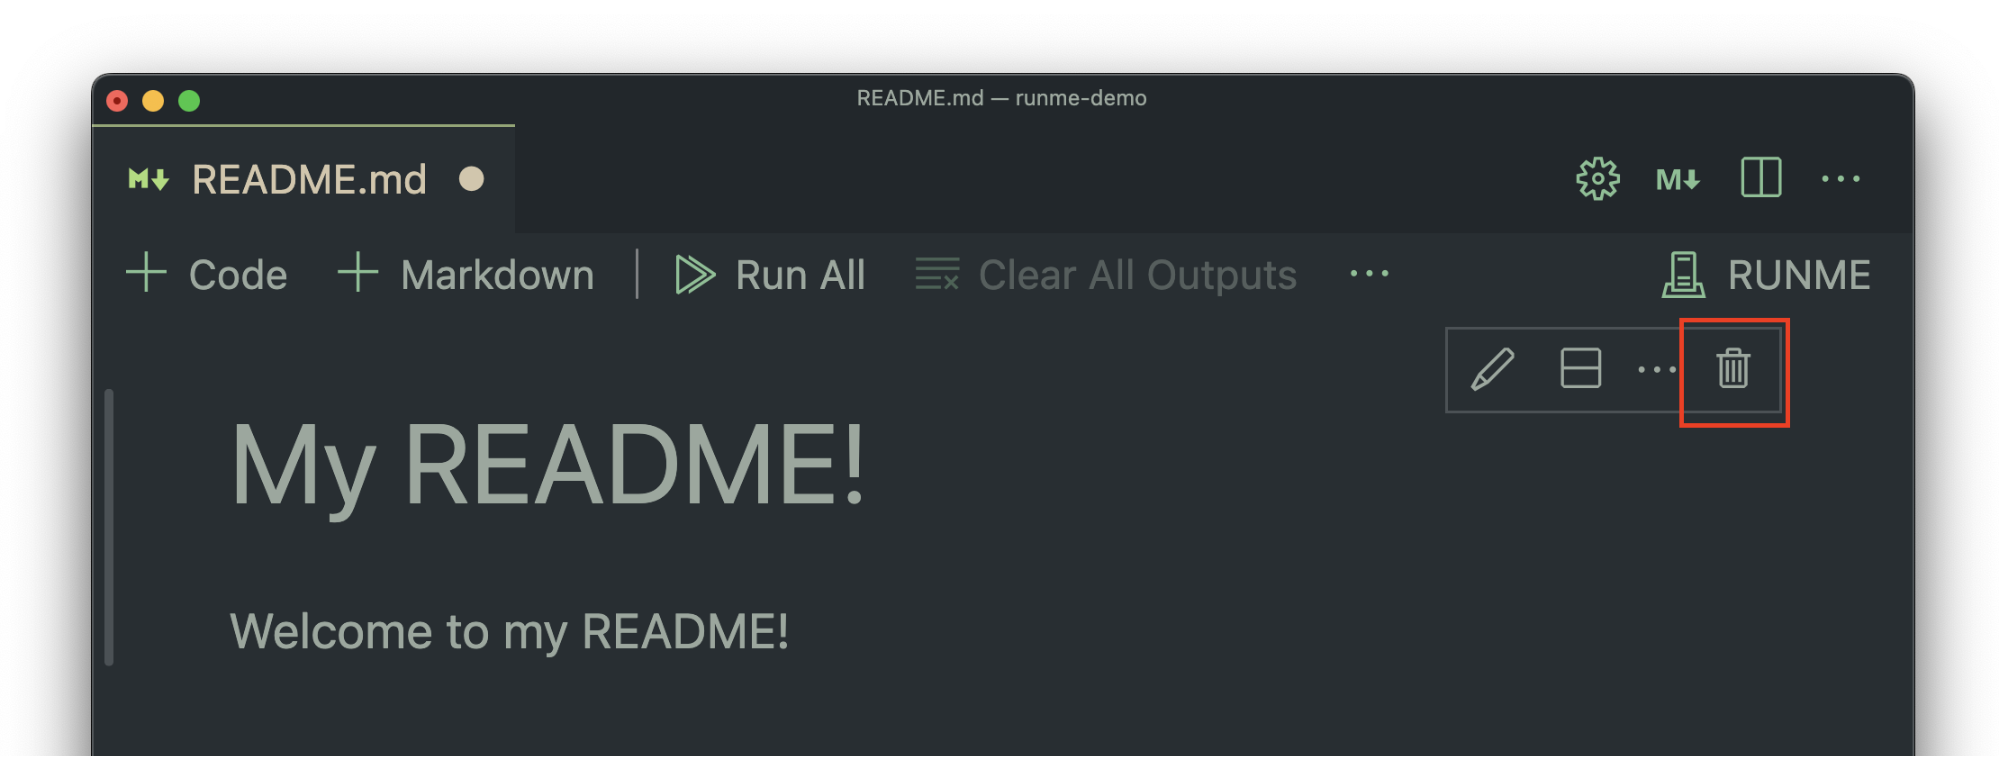 README.md — runme-demo
M↓ README.md M↓
Code Markdown Run All Clear All Outputs ... RUNME
...
My README!
Welcome to my README!